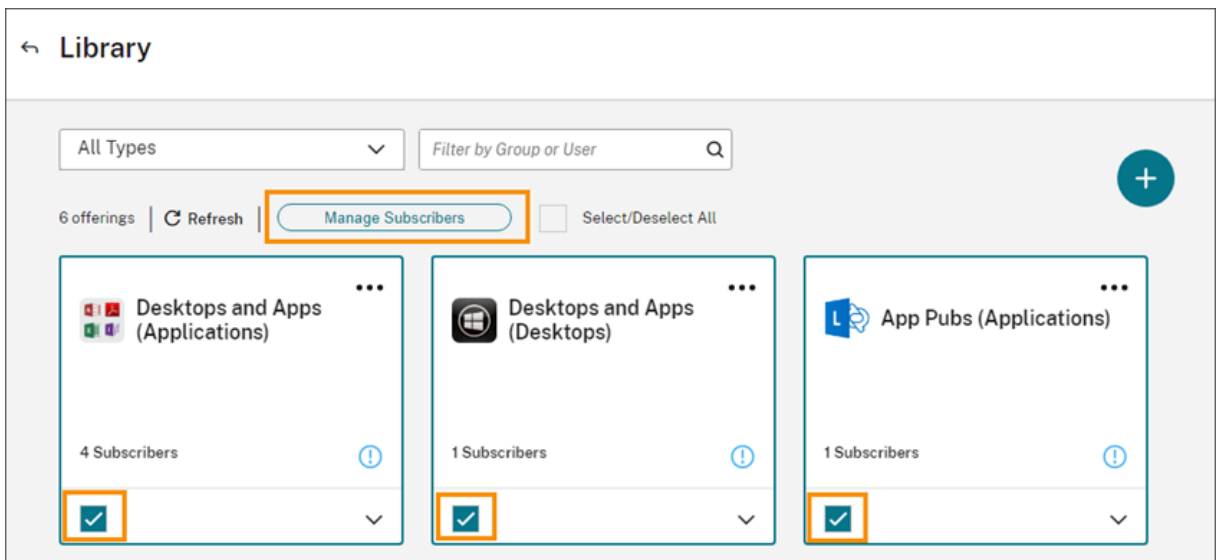 Library
All Types
Filter by Group or User
6 offerings
Refresh
Manage Subscribers
Select/Deselect All
Desktops and Apps
(Applications)
4 Subscribers
Desktops and Apps
(Desktops)
1 Subscribers
L
App Pubs (Applications)
1 Subscribers